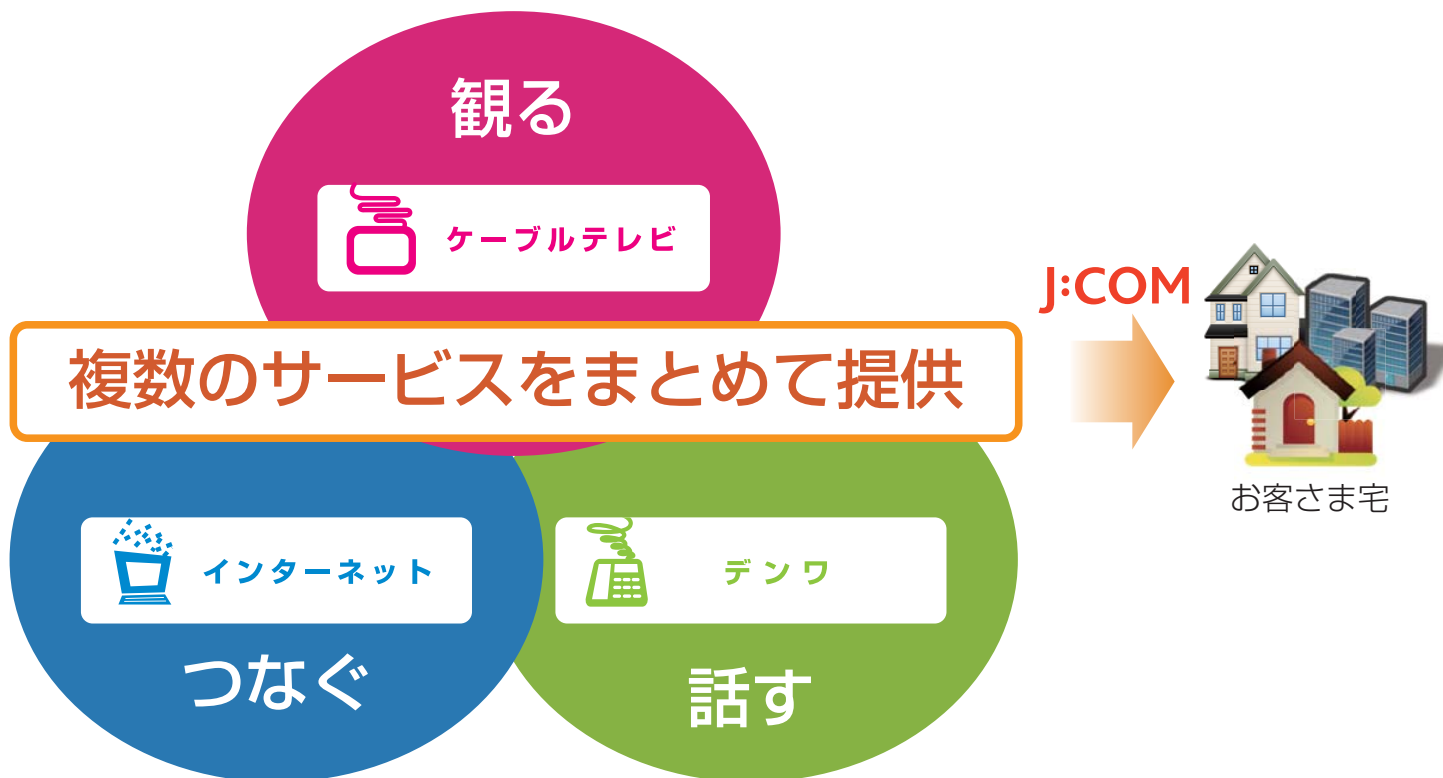 観る
ケーブルテレビ
複数のサービスをまとめて提供
J:COM
インターネット
デンワ
つなぐ
話す
お客さま宅